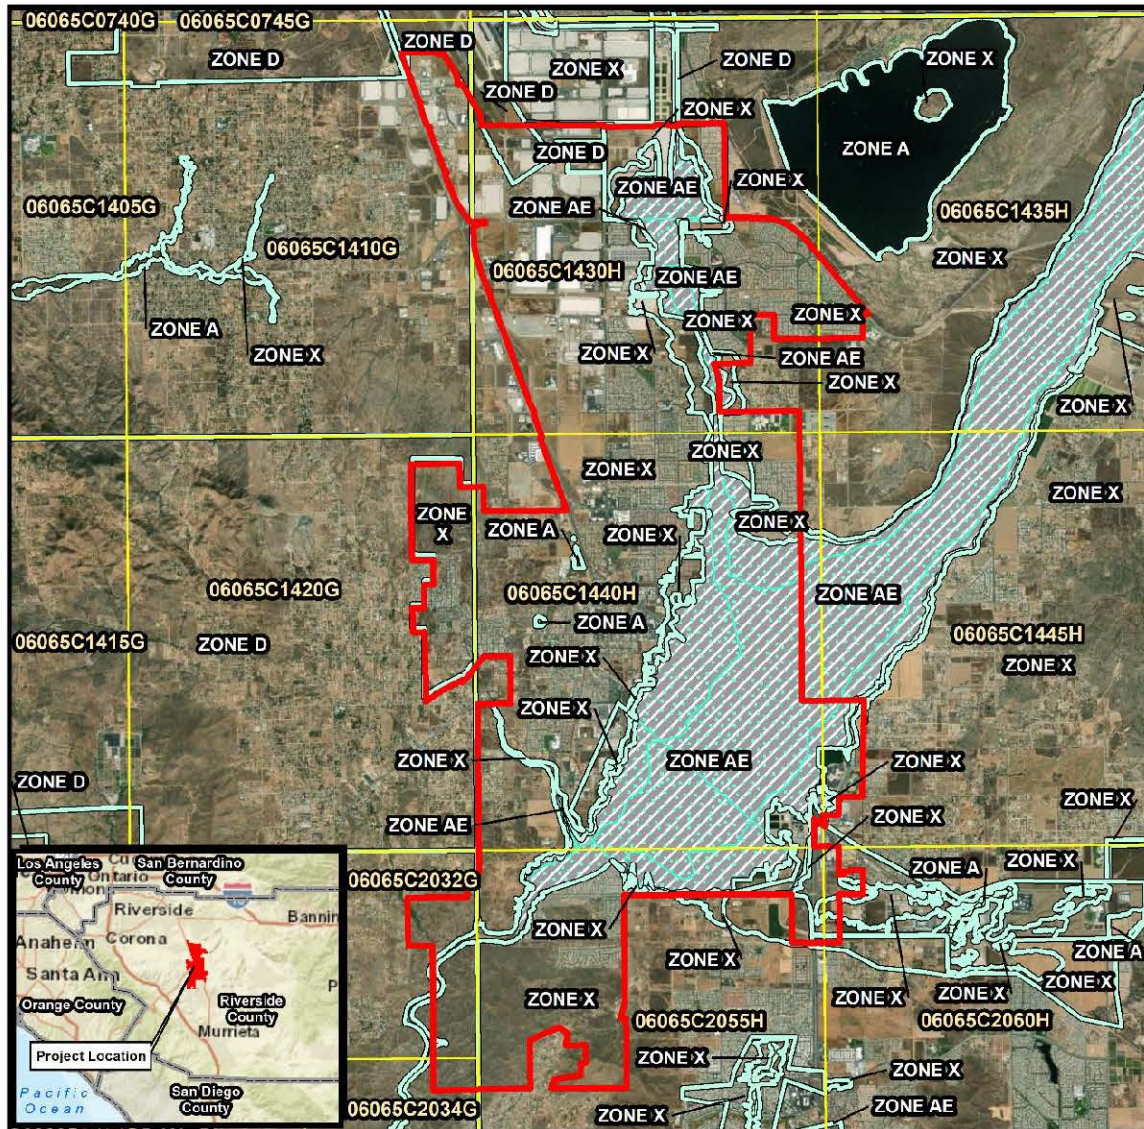 06065C0740G
06065C0745G
ZONE D
ZONE D
ZONE X
ZONE D
ZONE X
ZONE D
ZONE X
ZONE D
ZONE A
ZONE AE
ZONE X
ZONE AE
06065C1405G
06065C1435H
06065C1410G
06065C1430H
ZONE X
ZONE AE
ZONE A
ZONE X
ZONE X
ZONE X
ZONE X
ZONE AE
ZONE X
ZONE X
ZONE X
ZONE X
ZONE X
ZONE
X
ZONE A
ZONE X
ZONE X
06065C1420G
06065C1440H
ZONE AE
ZONE A
06065C1415G
ZONE D
06065C1445H
ZONE X
ZONE X
ZONE X
ZONE X
ZONE AE
ZONE X
ZONE D
ZONE X
ZONE AE
ZONE X
ZONE A
ZONE X
06065C2032G
ZONE X
ZONE X
ZONE A
ZONE X
ZONE X
ZONE X
ZONE X
06065C2055H
06065C2060H
ZONE X
ZONE X
06065C2034G
ZONE X
ZONE AE
Los Angeles
County
San Bernardino
County
Ontario
Riverside
Bannin
Anaheim
Corona
Santa Ana
Orange County
Riverside
County
Murrieta
Project Location
San Diego
County
Pacific
Ocean